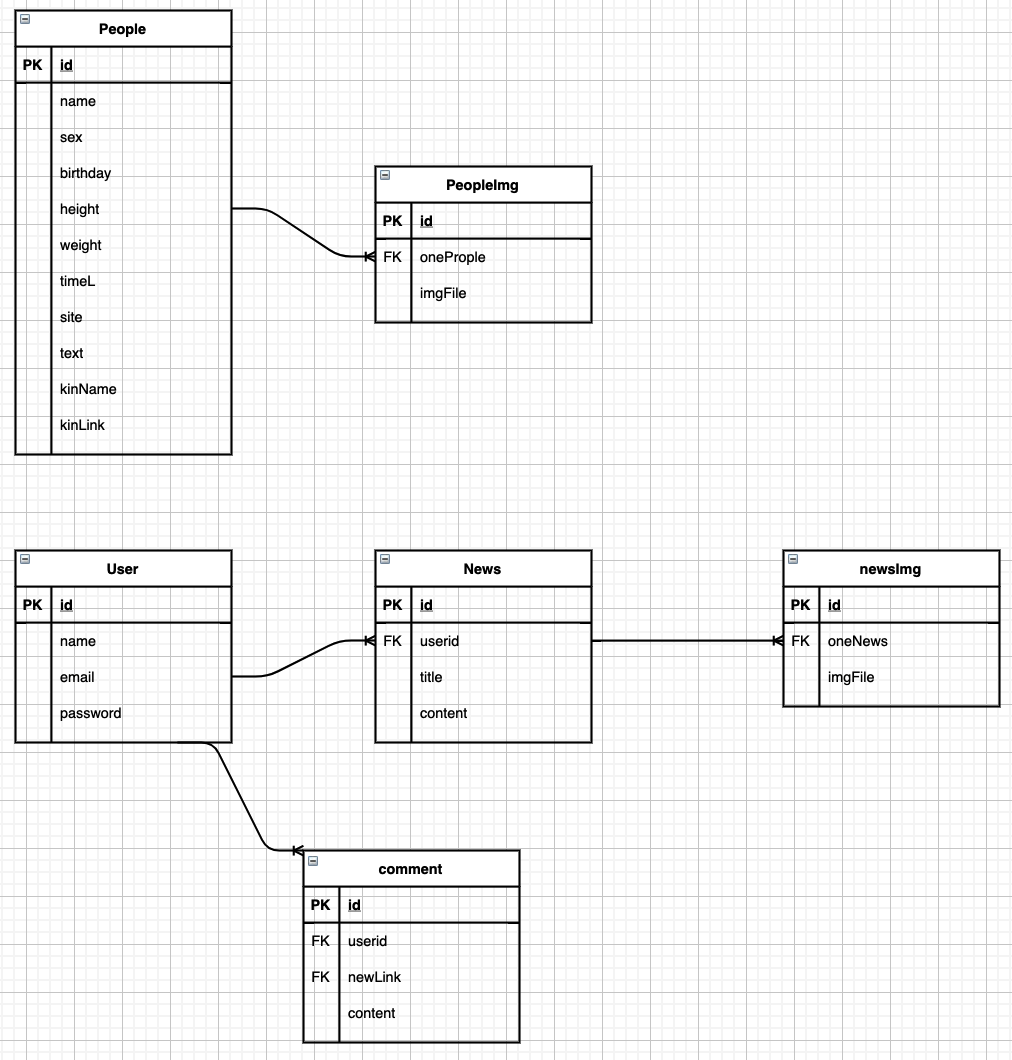 People
PK id
name
sex
birthday
height
weight
timeL
site
text
kinName
kinLink
PeopleImg
PK id
FK oneProple
imgFile
User
PK id
name
email
password
News
PK id
FK userid
title
content
newsImg
PK id
FK oneNews
imgFile
comment
PK id
FK userid
FK newLink
content